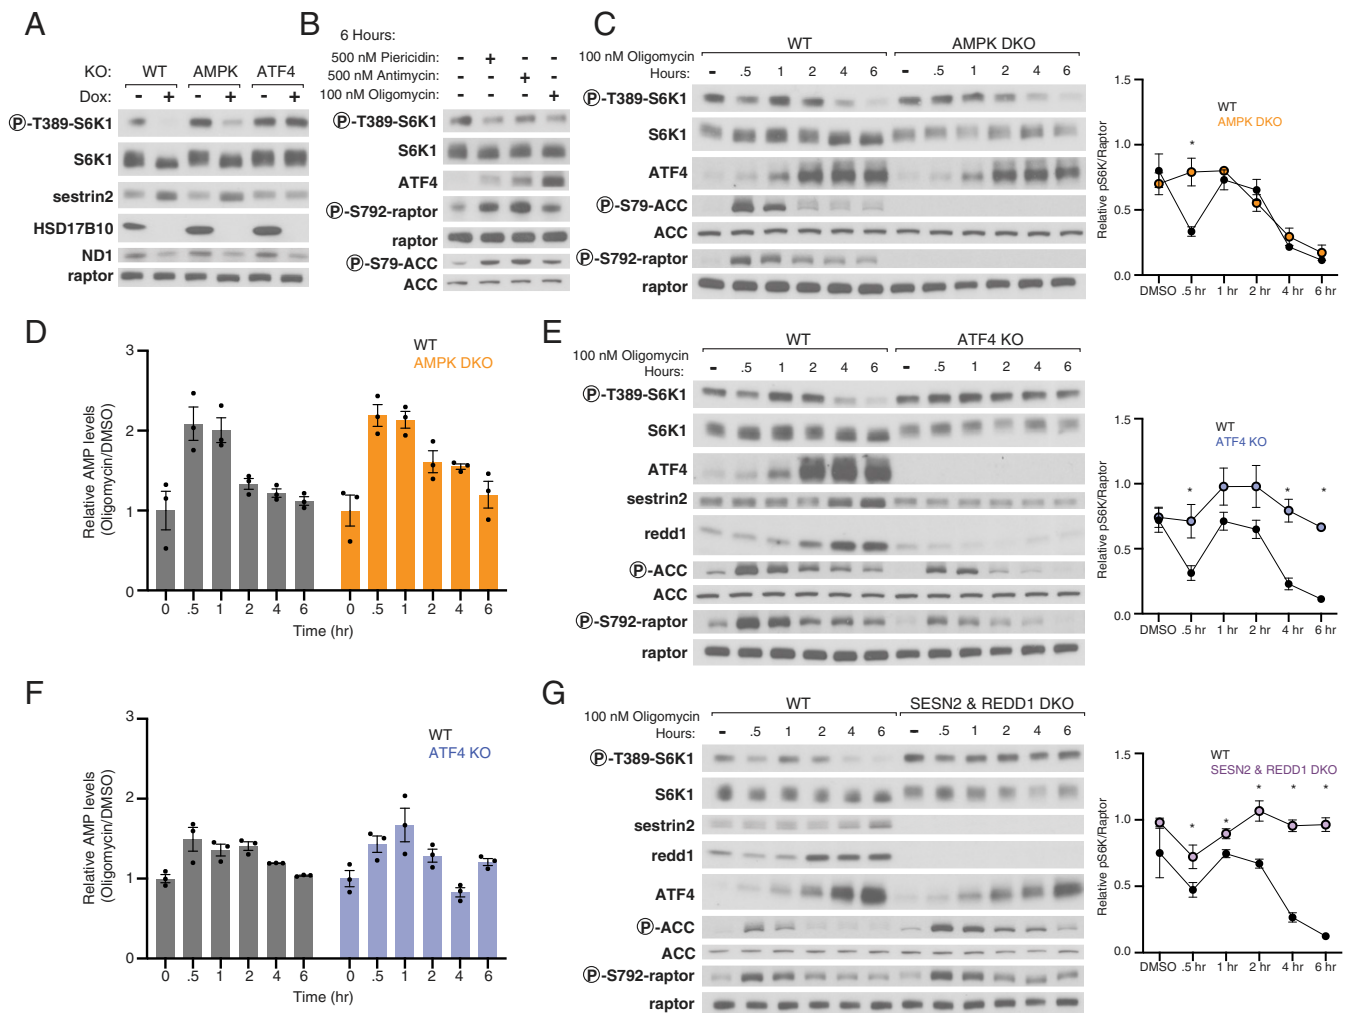 A
KO: WT AMPK ATF4
Dox: - + - + - +
Ⓟ-T389-S6K1
S6K1
sestrin2
HSD17B10
ND1
raptor
B
6 Hours:
500 nM Piericidin: - + - -
500 nM Antimycin: - - + -
100 nM Oligomycin: - - - +
Ⓟ-T389-S6K1
S6K1
ATF4
Ⓟ-S792-raptor
raptor
Ⓟ-S79-ACC
ACC
C
WT AMPK DKO
100 nM Oligomycin
Hours: - .5 1 2 4 6 - .5 1 2 4 6
Ⓟ-T389-S6K1
S6K1
ATF4
Ⓟ-S79-ACC
ACC
Ⓟ-S792-raptor
raptor
Relative pS6K/Raptor
1.5
1.0
0.5
0.0
WT
AMPK DKO
*
DMSO .5 hr 1 hr 2 hr 4 hr 6 hr
D
Relative AMP levels
(Oligomycin/DMSO)
3
2
1
0
WT
AMPK DKO
0 .5 1 2 4 6 0 .5 1 2 4 6
Time (hr)
E
WT ATF4 KO
100 nM Oligomycin
Hours: - .5 1 2 4 6 - .5 1 2 4 6
Ⓟ-T389-S6K1
S6K1
ATF4
sestrin2
redd1
Ⓟ-ACC
ACC
Ⓟ-S792-raptor
raptor
Relative pS6K/Raptor
1.5
1.0
0.5
0.0
WT
ATF4 KO
* * *
DMSO .5 hr 1 hr 2 hr 4 hr 6 hr
F
Relative AMP levels
(Oligomycin/DMSO)
3
2
1
0
WT
ATF4 KO
0 .5 1 2 4 6 0 .5 1 2 4 6
Time (hr)
G
WT SESN2 & REDD1 DKO
100 nM Oligomycin
Hours: - .5 1 2 4 6 - .5 1 2 4 6
Ⓟ-T389-S6K1
S6K1
sestrin2
redd1
ATF4
Ⓟ-ACC
ACC
Ⓟ-S792-raptor
raptor
Relative pS6K/Raptor
1.5
1.0
0.5
0.0
WT
SESN2 & REDD1 DKO
* * * * *
DMSO .5 hr 1 hr 2 hr 4 hr 6 hr